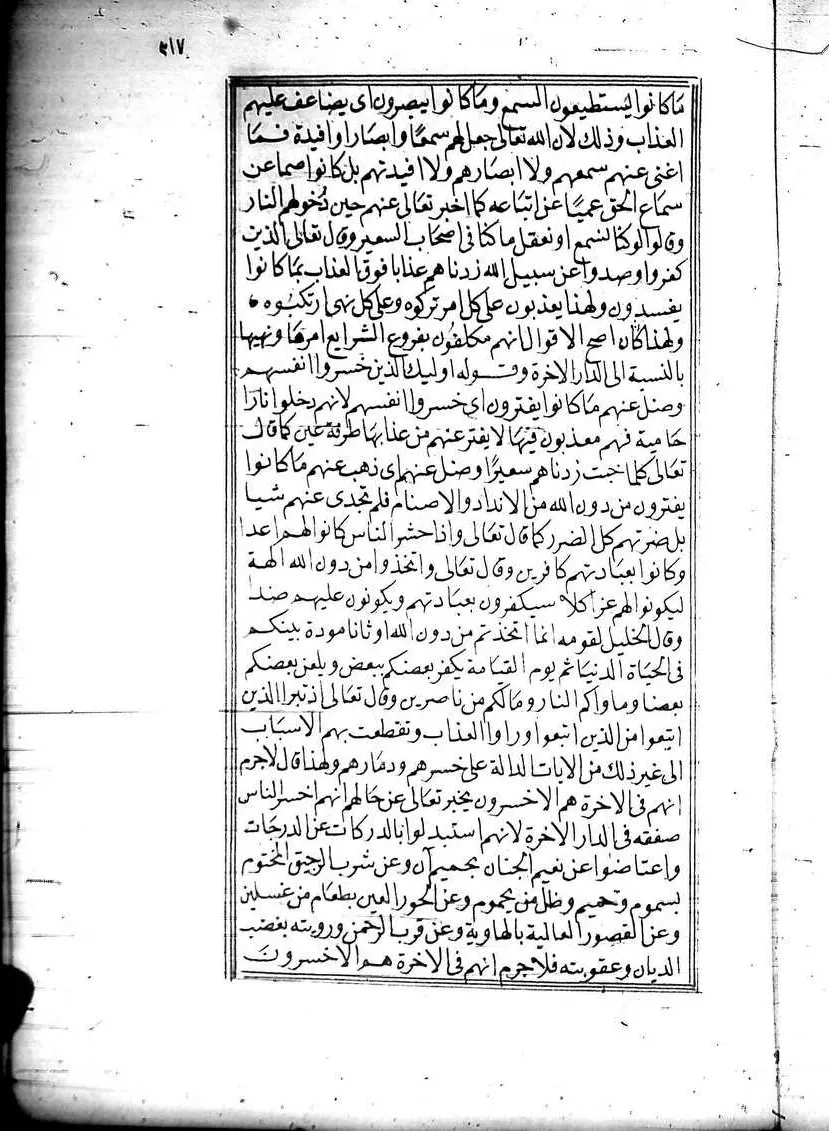 ٣١٧
ما كانوا يستطيعون السمع وما كانوا يبصرون اى يضاعف عليهم
العذاب وذلك لان الله تعالى جعل لهم سمعا وابصارا وافيدة فما
اغنى عنهم سمعهم ولا ابصارهم ولا افيدتهم بل كانوا صما عن
سماع الحق عميا عن اتباعه كما اخبر تعالى عنهم حين دخولهم النار
وقالوا لو كنا نسمع او نعقل ما كنا فى اصحاب السعير وقال تعالى الذين
كفروا وصدوا عن سبيل الله زدناهم عذابا فوق العذاب بما كانوا
يفسدون ولهذا يعذبون على كل امر تركوه وعلى كل نهى ارتكبوه
ولهذا كان اصح الاقوال انهم مكلفون بفروع الشرايع امرها ونهيها
بالنسبة الى الدار الاخرة وقوله اوليك الذين خسروا انفسهم
وضل عنهم ما كانوا يفترون اى خسروا انفسهم لانهم دخلوا نارا
حامية فهم معذبون فيها لا يفتر عنهم من عذابها طرفة عين كما قال
تعالى كلما خبت زدناهم سعيرا وضل عنهم اى ذهب عنهم ما كانوا
يفترون من دون الله من الانداد والاصنام فلم تجدى عنهم شيا
بل ضرتهم كل الضرر كما قال تعالى واذا حشر الناس كانوا لهم اعدا
وكانوا بعبادتهم كافرين وقال تعالى واتخذوا من دون الله الهة
ليكونوا لهم عزا كلا سيكفرون بعبادتهم ويكونون عليهم ضدا
وقال الخليل لقومه انما اتخذتم من دون الله اوثانا مودة بينكم
فى الحياة الدنيا ثم يوم القيامة يكفر بعضكم ببعض ويلعن بعضكم
بعضا وماواكم النار وما لكم من ناصرين وقال تعالى اذ تبرا الذين
اتبعوا من الذين اتبعوا وراوا العذاب وتقطعت بهم الاسباب
الى غير ذلك من الايات الدالة على خسرهم ودمارهم ولهذا قال لا جرم
انهم فى الاخرة هم الاخسرون يخبر تعالى عن حالهم انهم اخسر الناس
صفقه فى الدار الاخرة لانهم استبدلوا بالدركات عن الدرجات
واعتاضوا عن نعيم الجنان بحميم آن وعن شرب الرحيق المختوم
بسموم وحميم وظل من يحموم وعن الحور العين بطعام من غسلين
وعن القصور العالية بالهاوية وعن قرب الرحمن ورويته بغضب
الديان وعقوبته فلا جرم انهم فى الاخرة هم الاخسرون